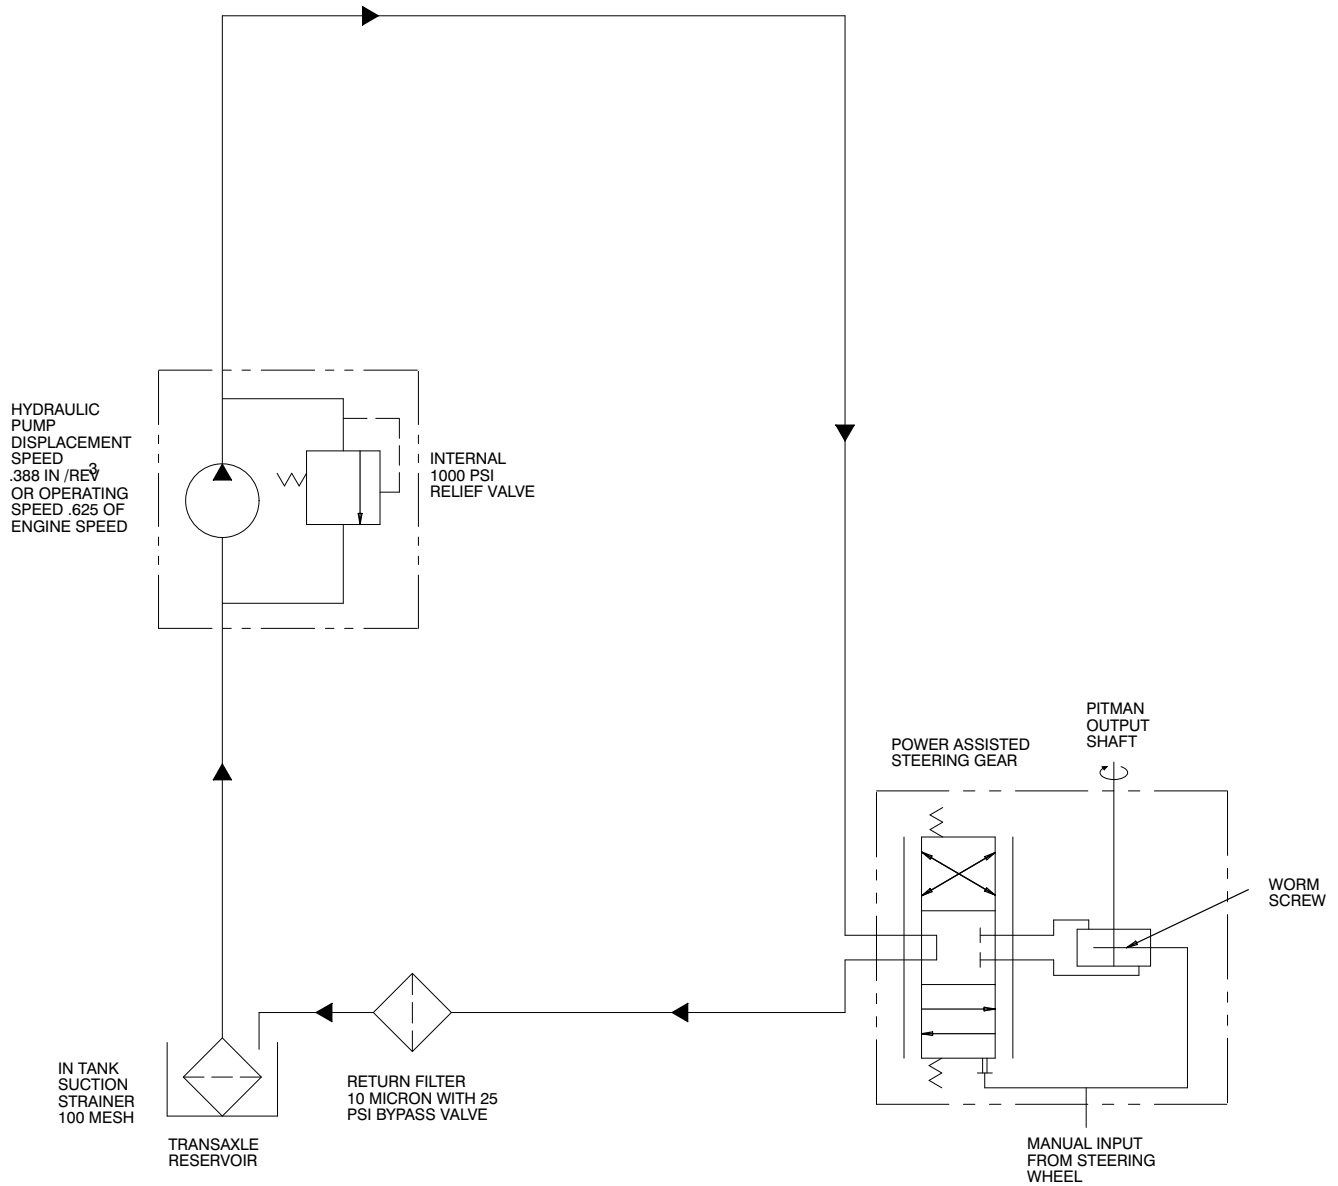 HYDRAULIC
PUMP
DISPLACEMENT
SPEED
.388 IN /REV 3
OR OPERATING
SPEED .625 OF
ENGINE SPEED
INTERNAL
1000 PSI
RELIEF VALVE
PITMAN
OUTPUT
SHAFT
POWER ASSISTED
STEERING GEAR
WORM
SCREW
IN TANK
SUCTION
STRAINER
100 MESH
TRANSAXLE
RESERVOIR
RETURN FILTER
10 MICRON WITH 25
PSI BYPASS VALVE
MANUAL INPUT
FROM STEERING
WHEEL